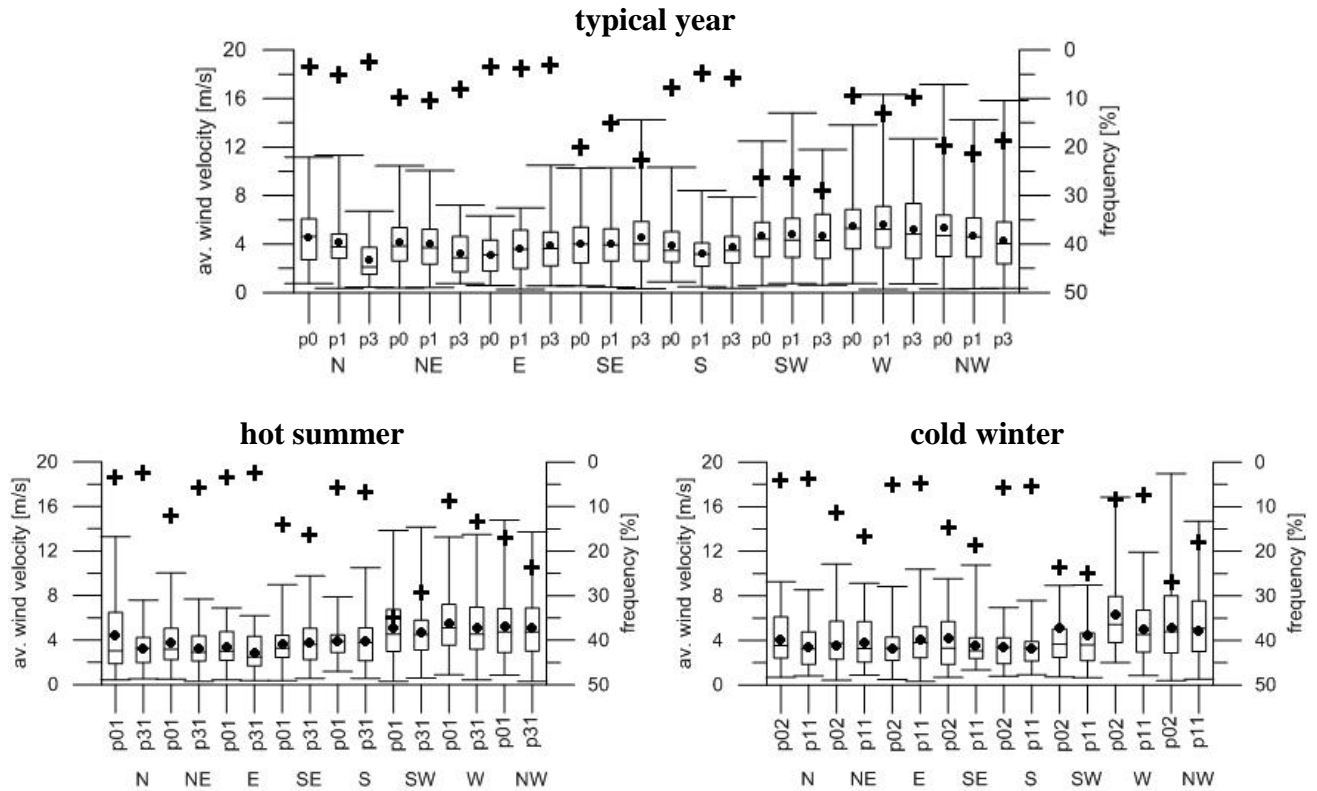 typical year
20
16
12
8
4
0
av. wind velocity [m/s]
0
10
20
30
40
50
frequency [%]
p0 p1 p3 p0 p1 p3 p0 p1 p3 p0 p1 p3 p0 p1 p3 p0 p1 p3 p0 p1 p3 p0 p1 p3
N NE E SE S SW W NW
hot summer
20
16
12
8
4
0
av. wind velocity [m/s]
0
10
20
30
40
50
frequency [%]
p01 p31 p01 p31 p01 p31 p01 p31 p01 p31 p01 p31 p01 p31 p01 p31
N NE E SE S SW W NW
cold winter
20
16
12
8
4
0
av. wind velocity [m/s]
0
10
20
30
40
50
frequency [%]
p02 p11 p02 p11 p02 p11 p02 p11 p02 p11 p02 p11 p02 p11 p02 p11
N NE E SE S SW W NW